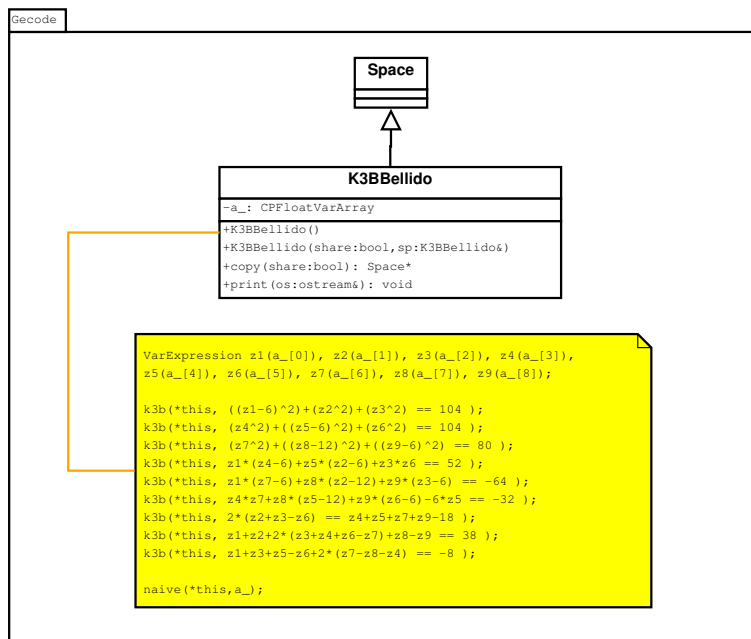 Gecode
Space
K3BBellido
-a_: CPFloatVarArray
+K3BBellido()
+K3BBellido(share:bool,sp:K3BBellido&)
+copy(share:bool): Space*
+print(os:ostream&): void
VarExpression z1(a_[0]), z2(a_[1]), z3(a_[2]), z4(a_[3]),
z5(a_[4]), z6(a_[5]), z7(a_[6]), z8(a_[7]), z9(a_[8]);
k3b(*this, ((z1-6)^2)+(z2^2)+(z3^2) == 104 );
k3b(*this, (z4^2)+((z5-6)^2)+(z6^2) == 104 );
k3b(*this, (z7^2)+((z8-12)^2)+((z9-6)^2) == 80 );
k3b(*this, z1*(z4-6)+z5*(z2-6)+z3*z6 == 52 );
k3b(*this, z1*(z7-6)+z8*(z2-12)+z9*(z3-6) == -64 );
k3b(*this, z4*z7+z8*(z5-12)+z9*(z6-6)-6*z5 == -32 );
k3b(*this, 2*(z2+z3-z6) == z4+z5+z7+z9-18 );
k3b(*this, z1+z2+2*(z3+z4+z6-z7)+z8-z9 == 38 );
k3b(*this, z1+z3+z5-z6+2*(z7-z8-z4) == -8 );
naive(*this,a_);